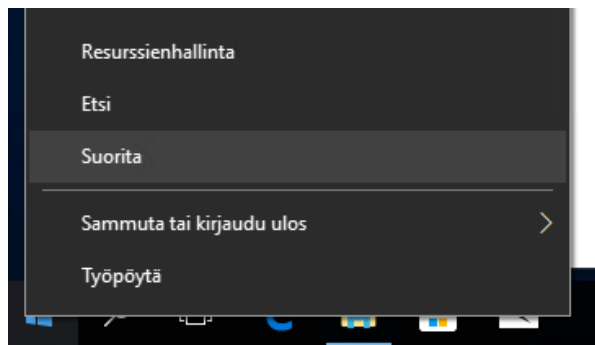 Resurssienhallinta
Etsi
Suorita
Sammuta tai kirjaudu ulos
Työpöytä